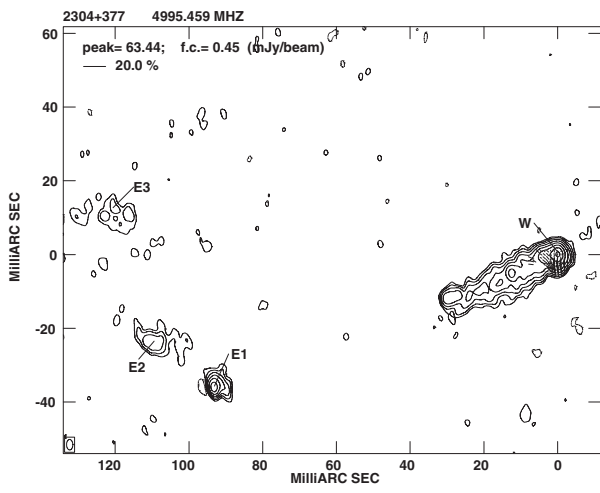 2304+377 4995.459 MHZ
peak= 63.44; f.c.= 0.45 (mJy/beam)
20.0 %
60
40
20
0
-20
-40
MilliARC SEC
E3
W
E2
E1
120 100 80 60 40 20 0
MilliARC SEC